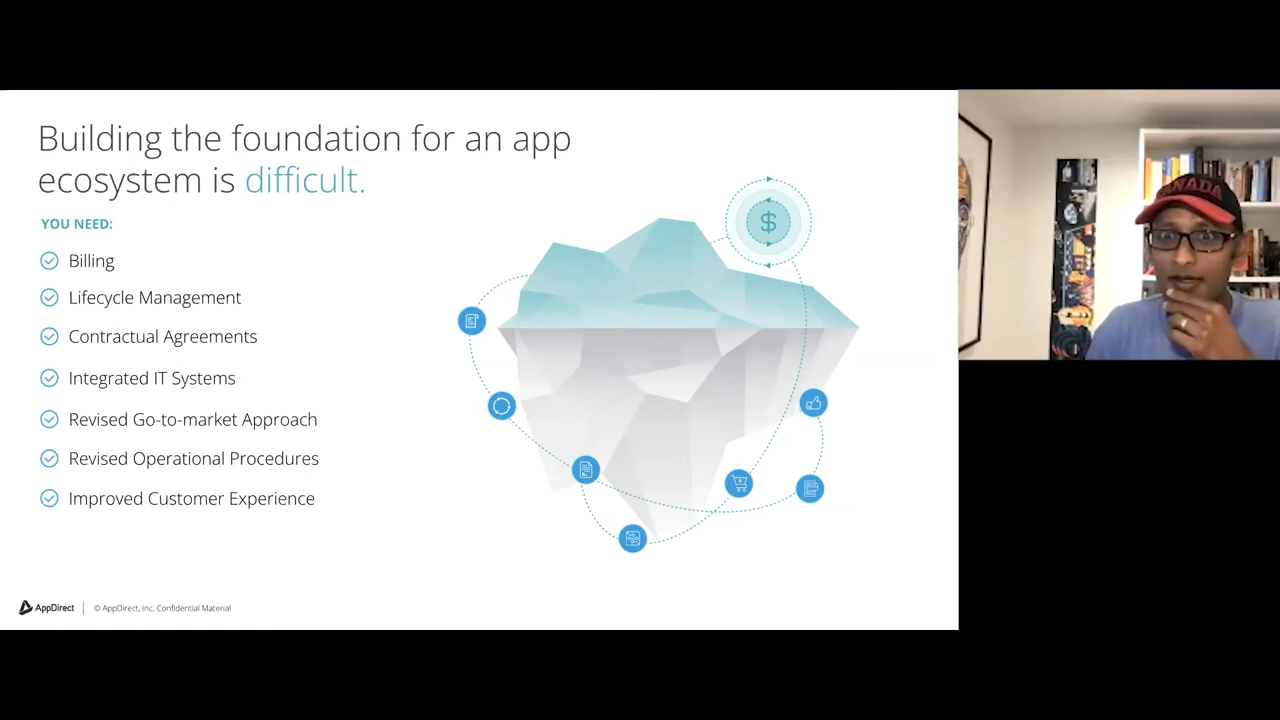 Building the foundation for an app
ecosystem is difficult.
YOU NEED:
Billing
Lifecycle Management
Contractual Agreements
Integrated IT Systems
Revised Go-to-market Approach
Revised Operational Procedures
Improved Customer Experience
$
AppDirect
© AppDirect, Inc. Confidential Material
CANADA